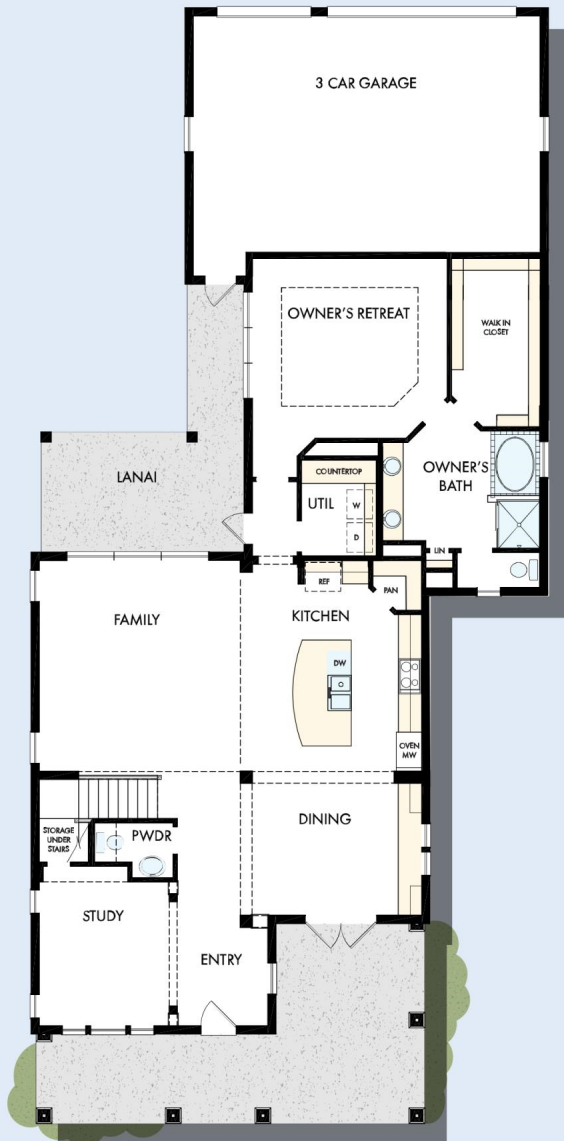 3 CAR GARAGE
OWNER'S RETREAT
WALK IN
CLOSET
OWNER'S
BATH
COUNTERTOP
UTIL
W
D
LANAI
LIN
REF
PAN
FAMILY
KITCHEN
DW
OVEN
MW
DINING
STORAGE
UNDER
STAIRS
PWDR
STUDY
ENTRY